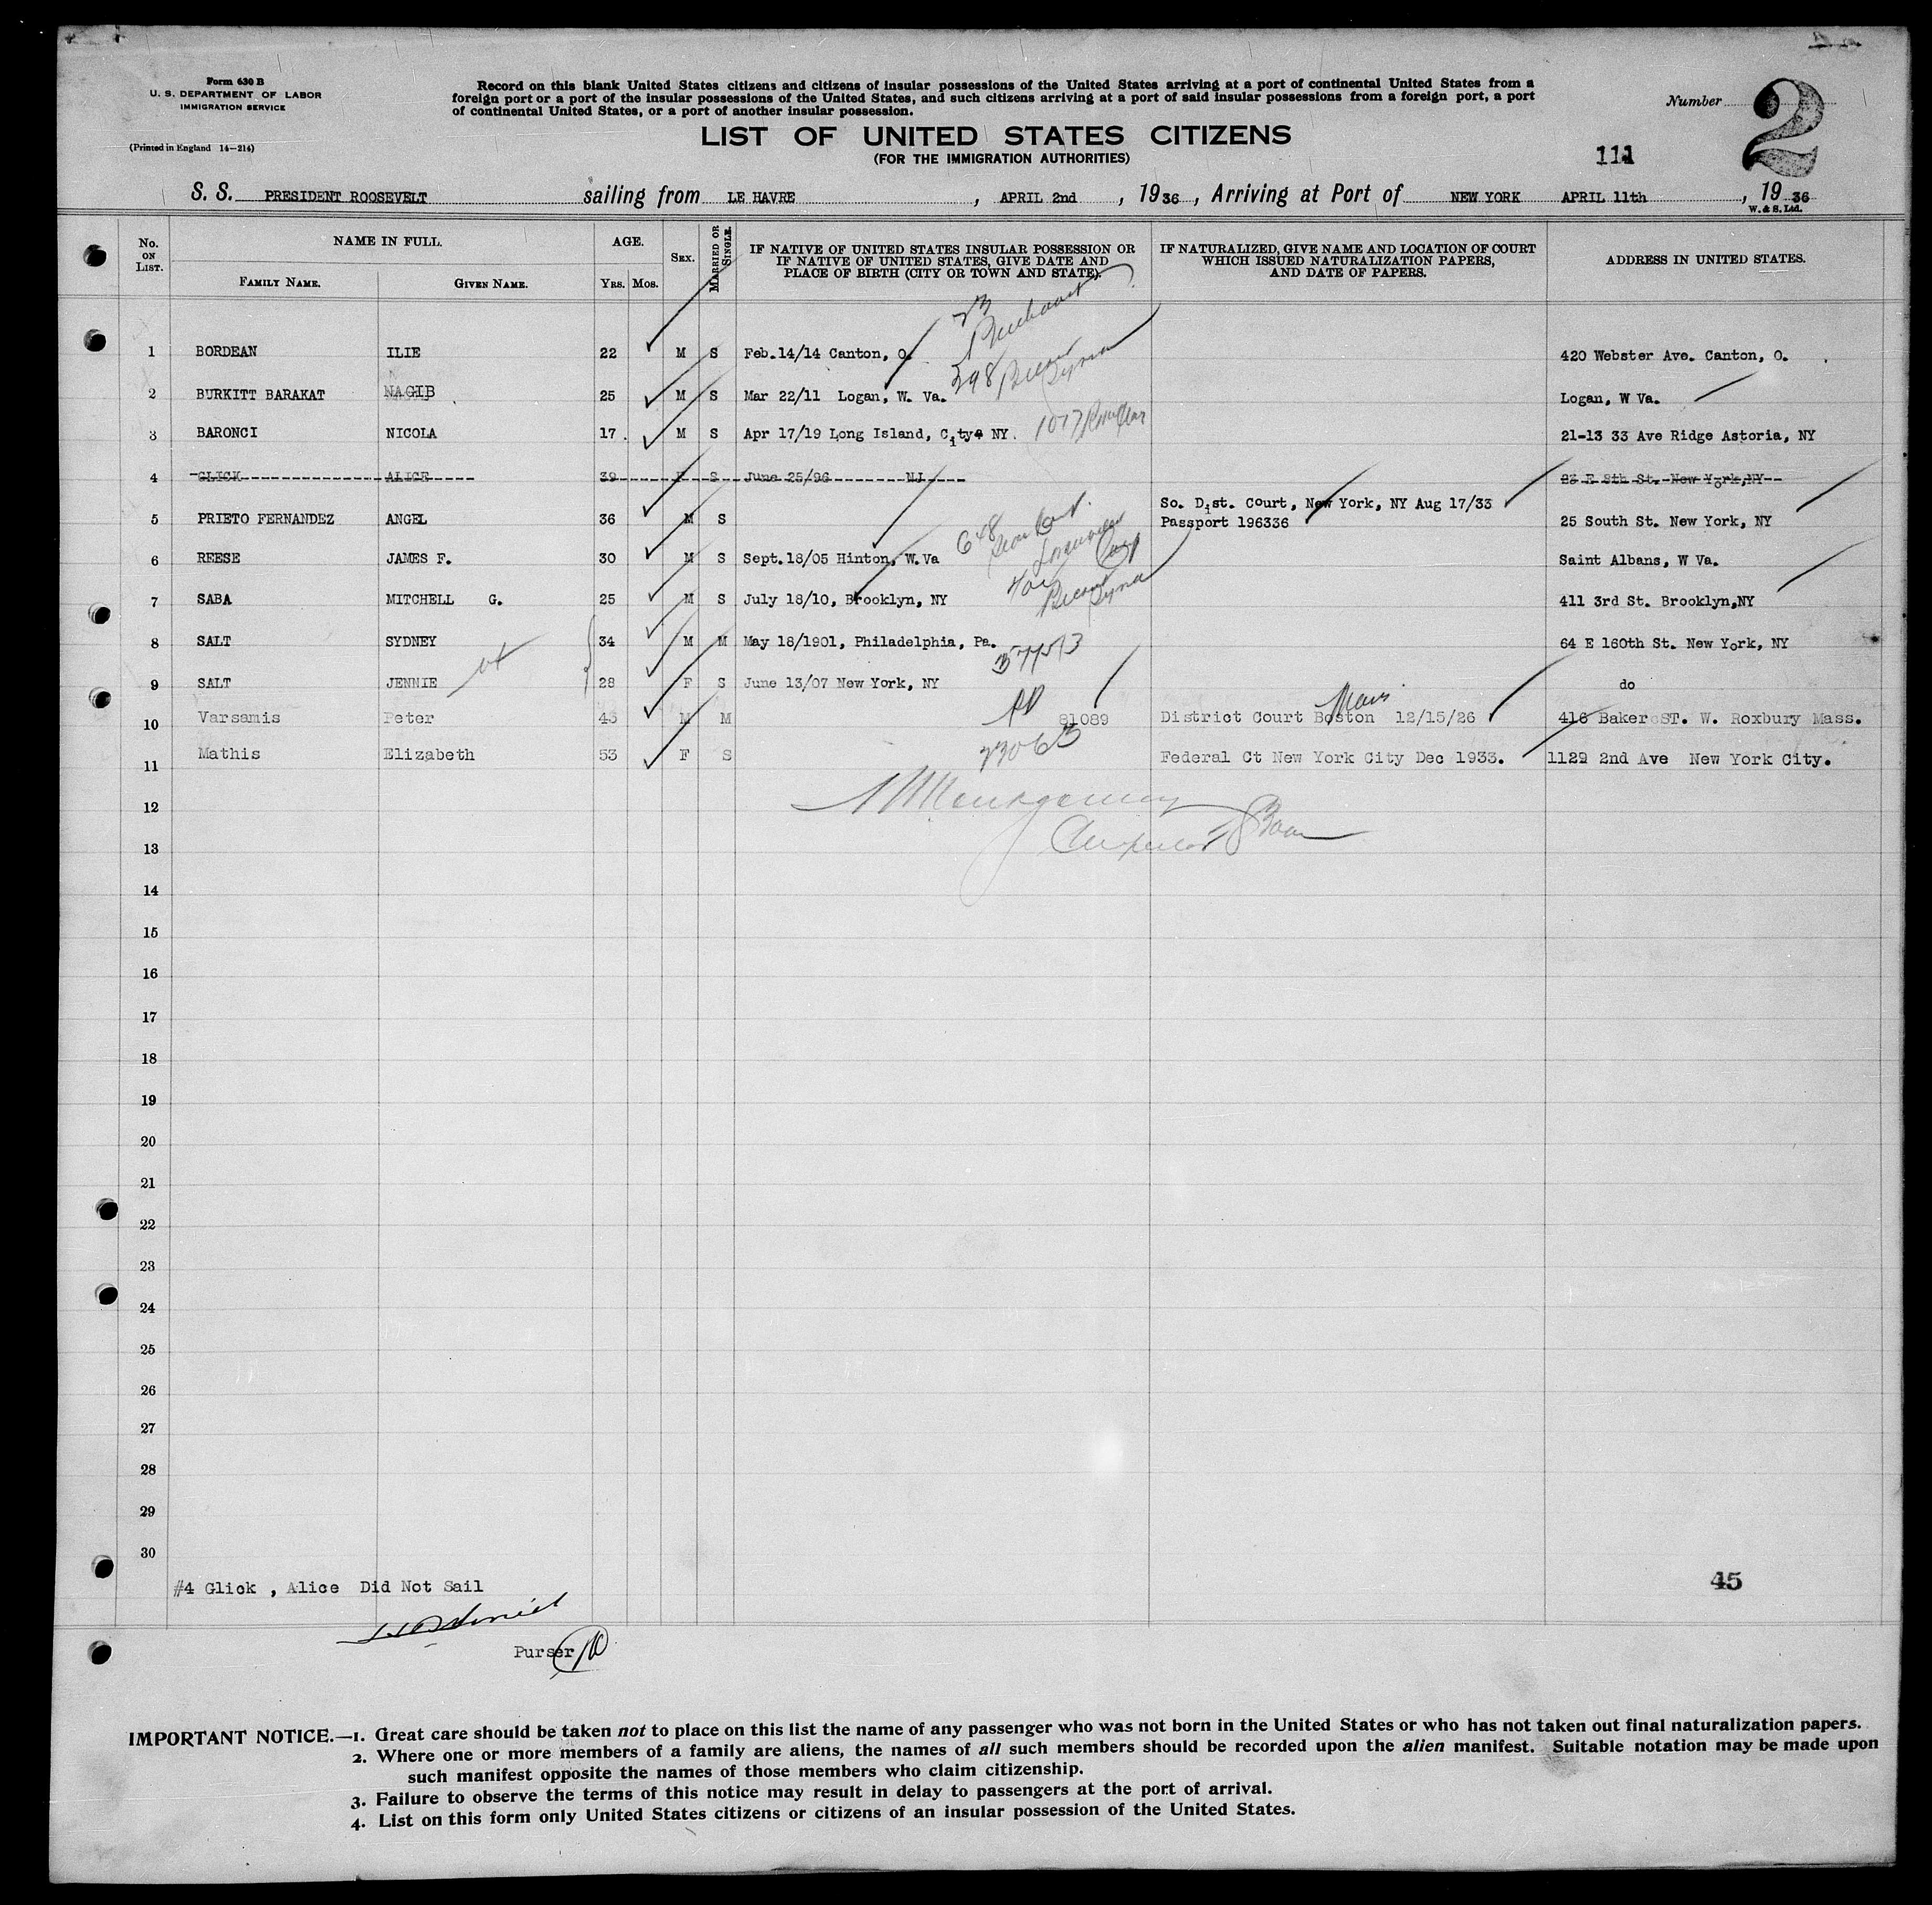 Form 630 B
U. S. DEPARTMENT OF LABOR
IMMIGRATION SERVICE
(Printed in England 14—214)
Record on this blank United States citizens and citizens of insular possessions of the United States arriving at a port of continental United States from a
foreign port or a port of the insular possessions of the United States, and such citizens arriving at a port of said insular possessions from a foreign port, a port
of continental United States, or a port of another insular possession.
Number 2
LIST OF UNITED STATES CITIZENS
(FOR THE IMMIGRATION AUTHORITIES)
111
S. S. PRESIDENT ROOSEVELT sailing from LE HAVRE , APRIL 2nd , 1936 , Arriving at Port of NEW YORK APRIL 11th , 19 36
W. & S. Ltd.
No. ON LIST. NAME IN FULL. FAMILY NAME. GIVEN NAME. AGE. YRS. MOS. SEX. MARRIED OR SINGLE. IF NATIVE OF UNITED STATES INSULAR POSSESSION OR IF NATIVE OF UNITED STATES, GIVE DATE AND PLACE OF BIRTH (CITY OR TOWN AND STATE). IF NATURALIZED, GIVE NAME AND LOCATION OF COURT WHICH ISSUED NATURALIZATION PAPERS, AND DATE OF PAPERS. ADDRESS IN UNITED STATES.
1 BORDEAN ILIE 22 M S Feb.14/14 Canton, O. 420 Webster Ave. Canton, O.
2 BURKITT BARAKAT NAGIB 25 M S Mar 22/11 Logan, W. Va. 398 Logan, W Va.
3 BARONCI NICOLA 17 M S Apr 17/19 Long Island, City NY. 1077 21-13 33 Ave Ridge Astoria, NY
4 GLICK ALICE 39 F S June 25/96 NJ 23 E 8th St. New York,NY
5 PRIETO FERNANDEZ ANGEL 36 M S So. Dist. Court, New York, NY Aug 17/33 Passport 196336 25 South St. New York, NY
6 REESE JAMES F. 30 M S Sept.18/05 Hinton, W.Va 648 Saint Albans, W Va.
7 SABA MITCHELL G. 25 M S July 18/10, Brooklyn, NY 411 3rd St. Brooklyn,NY
8 SALT SYDNEY 34 M M May 18/1901, Philadelphia, Pa. 64 E 160th St. New York, NY
9 SALT JENNIE 28 F S June 13/07 New York, NY do
10 Varsamis Peter 43 M M 81089 District Court Boston Mass 12/15/26 416 Baker ST. W. Roxbury Mass.
11 Mathis Elizabeth 53 F S Federal Ct New York City Dec 1933. 1129 2nd Ave New York City.
12
13
14
15
16
17
18
19
20
21
22
23
24
25
26
27
28
29
30
#4 Glick , Alice Did Not Sail
45
Purser
IMPORTANT NOTICE.—1. Great care should be taken not to place on this list the name of any passenger who was not born in the United States or who has not taken out final naturalization papers.
2. Where one or more members of a family are aliens, the names of all such members should be recorded upon the alien manifest. Suitable notation may be made upon
such manifest opposite the names of those members who claim citizenship.
3. Failure to observe the terms of this notice may result in delay to passengers at the port of arrival.
4. List on this form only United States citizens or citizens of an insular possession of the United States.